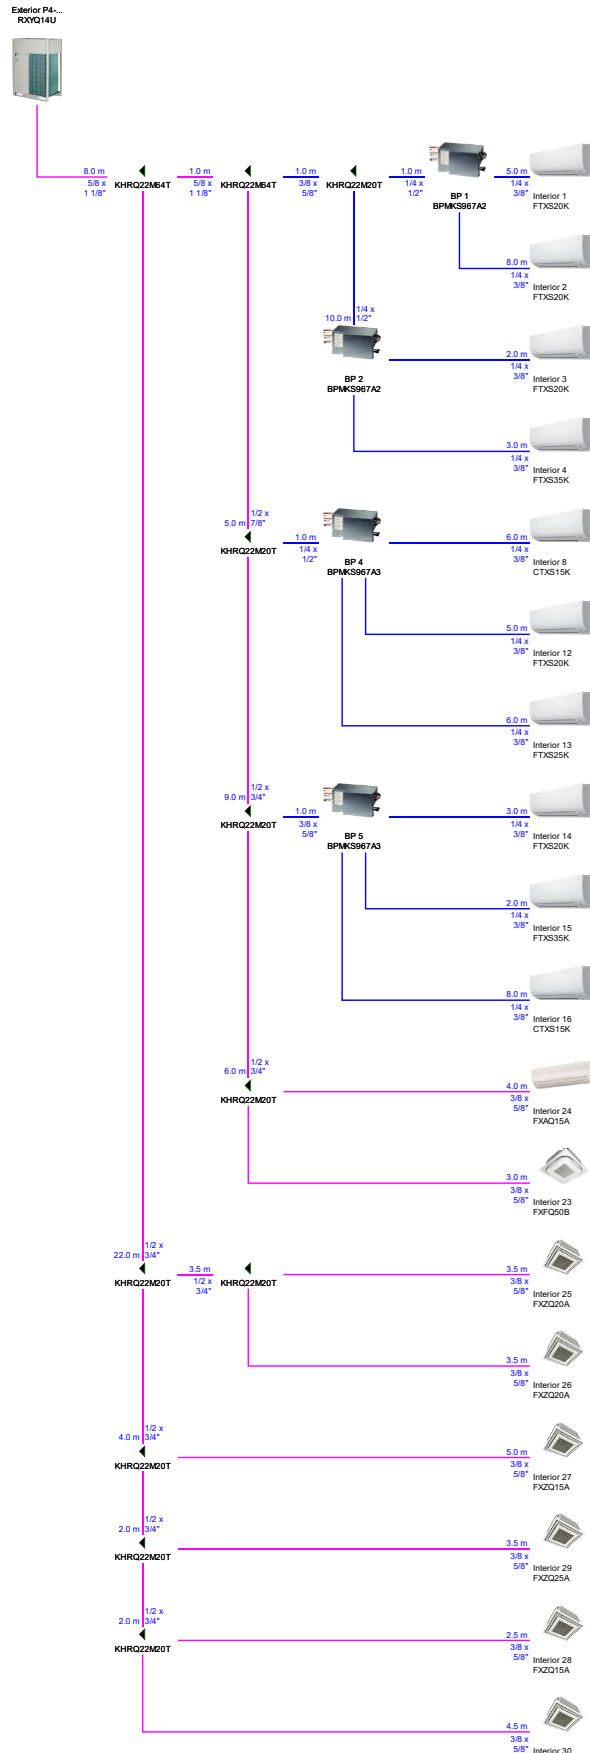 Exterior P4-...
RXYQ14U
8.0 m
5/8 x
1 1/8"
KHRQ22M64T
1.0 m
5/8 x
1 1/8"
KHRQ22M64T
1.0 m
3/8 x
5/8"
KHRQ22M20T
1.0 m
1/4 x
1/2"
BP 1
BPMKS967A2
5.0 m
1/4 x
3/8"
Interior 1
FTXS20K
8.0 m
1/4 x
3/8"
Interior 2
FTXS20K
1/4 x
10.0 m 1/2"
BP 2
BPMKS967A2
2.0 m
1/4 x
3/8"
Interior 3
FTXS20K
3.0 m
1/4 x
3/8"
Interior 4
FTXS35K
1/2 x
5.0 m 7/8"
KHRQ22M20T
1.0 m
1/4 x
1/2"
BP 4
BPMKS967A3
6.0 m
1/4 x
3/8"
Interior 8
CTXS15K
5.0 m
1/4 x
3/8"
Interior 12
FTXS20K
6.0 m
1/4 x
3/8"
Interior 13
FTXS25K
1/2 x
9.0 m 3/4"
KHRQ22M20T
1.0 m
3/8 x
5/8"
BP 5
BPMKS967A3
3.0 m
1/4 x
3/8"
Interior 14
FTXS20K
2.0 m
1/4 x
3/8"
Interior 15
FTXS35K
8.0 m
1/4 x
3/8"
Interior 16
CTXS15K
1/2 x
6.0 m 3/4"
KHRQ22M20T
4.0 m
3/8 x
5/8"
Interior 24
FXAQ15A
3.0 m
3/8 x
5/8"
Interior 23
FXFQ50B
1/2 x
22.0 m 3/4"
KHRQ22M20T
3.5 m
1/2 x
3/4"
KHRQ22M20T
3.5 m
3/8 x
5/8"
Interior 25
FXZQ20A
3.5 m
3/8 x
5/8"
Interior 26
FXZQ20A
1/2 x
4.0 m 3/4"
KHRQ22M20T
5.0 m
3/8 x
5/8"
Interior 27
FXZQ15A
1/2 x
2.0 m 3/4"
KHRQ22M20T
3.5 m
3/8 x
5/8"
Interior 29
FXZQ25A
1/2 x
2.0 m 3/4"
KHRQ22M20T
2.5 m
3/8 x
5/8"
Interior 28
FXZQ15A
4.5 m
3/8 x
5/8"
Interior 30